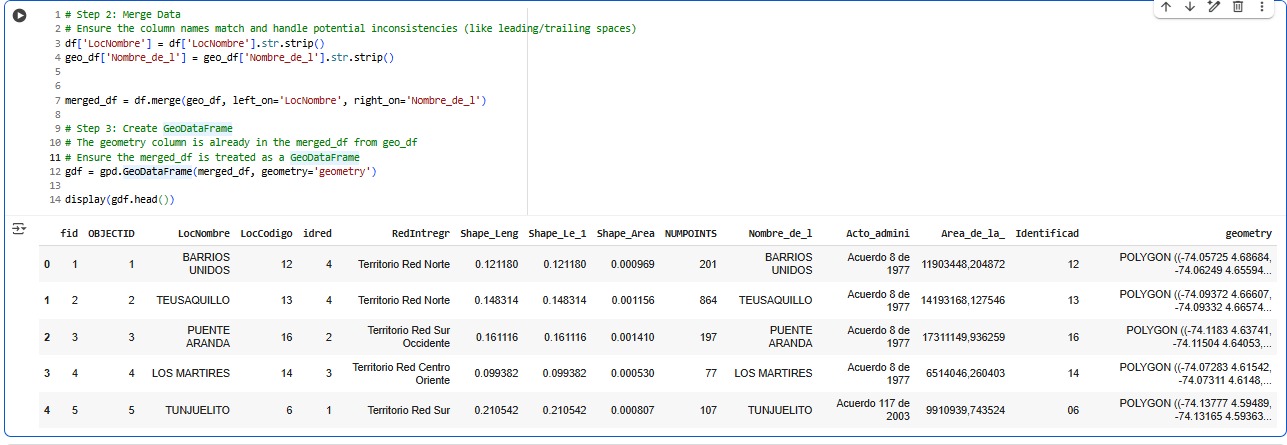 1 # Step 2: Merge Data
2 # Ensure the column names match and handle potential inconsistencies (like leading/trailing spaces)
3 df['LocNombre'] = df['LocNombre'].str.strip()
4 geo_df['Nombre_de_l'] = geo_df['Nombre_de_l'].str.strip()
5
6
7 merged_df = df.merge(geo_df, left_on='LocNombre', right_on='Nombre_de_l')
8
9 # Step 3: Create GeoDataFrame
10 # The geometry column is already in the merged_df from geo_df
11 # Ensure the merged_df is treated as a GeoDataFrame
12 gdf = gpd.GeoDataFrame(merged_df, geometry='geometry')
13
14 display(gdf.head())
fid OBJECTID LocNombre LocCodigo idred RedIntregr Shape_Leng Shape_Le_1 Shape_Area NUMPOINTS Nombre_de_l Acto_admini Area_de_la_ Identificad geometry
BARRIOS BARRIOS Acuerdo 8 de POLYGON ((-74.05725 4.68684,
0 1 1 12 4 Territorio Red Norte 0.121180 0.121180 0.000969 201 11903448,204872 12
UNIDOS UNIDOS 1977 -74.06249 4.65594...
Acuerdo 8 de POLYGON ((-74.09372 4.66607,
1 2 2 TEUSAQUILLO 13 4 Territorio Red Norte 0.148314 0.148314 0.001156 864 TEUSAQUILLO 14193168,127546 13
1977 -74.09332 4.66574...
PUENTE Territorio Red Sur PUENTE Acuerdo 8 de POLYGON ((-74.1183 4.63741,
2 3 3 16 2 0.161116 0.161116 0.001410 197 17311149,936259 16
ARANDA Occidente ARANDA 1977 -74.11504 4.64053,...
Territorio Red Centro Acuerdo 8 de POLYGON ((-74.07283 4.61542,
3 4 4 LOS MARTIRES 14 3 0.099382 0.099382 0.000530 77 LOS MARTIRES 6514046,260403 14
Oriente 1977 -74.07311 4.6148,...
Acuerdo 117 de POLYGON ((-74.13777 4.59489,
4 5 5 TUNJUELITO 6 1 Territorio Red Sur 0.210542 0.210542 0.000807 107 TUNJUELITO 9910939,743524 06
2003 -74.13165 4.59363...